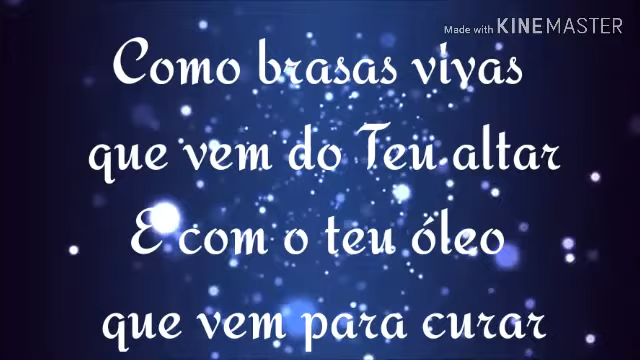 Made with KINEMASTER
Como brasas vivas
que vem do Teu altar
E com o teu óleo
que vem para curar